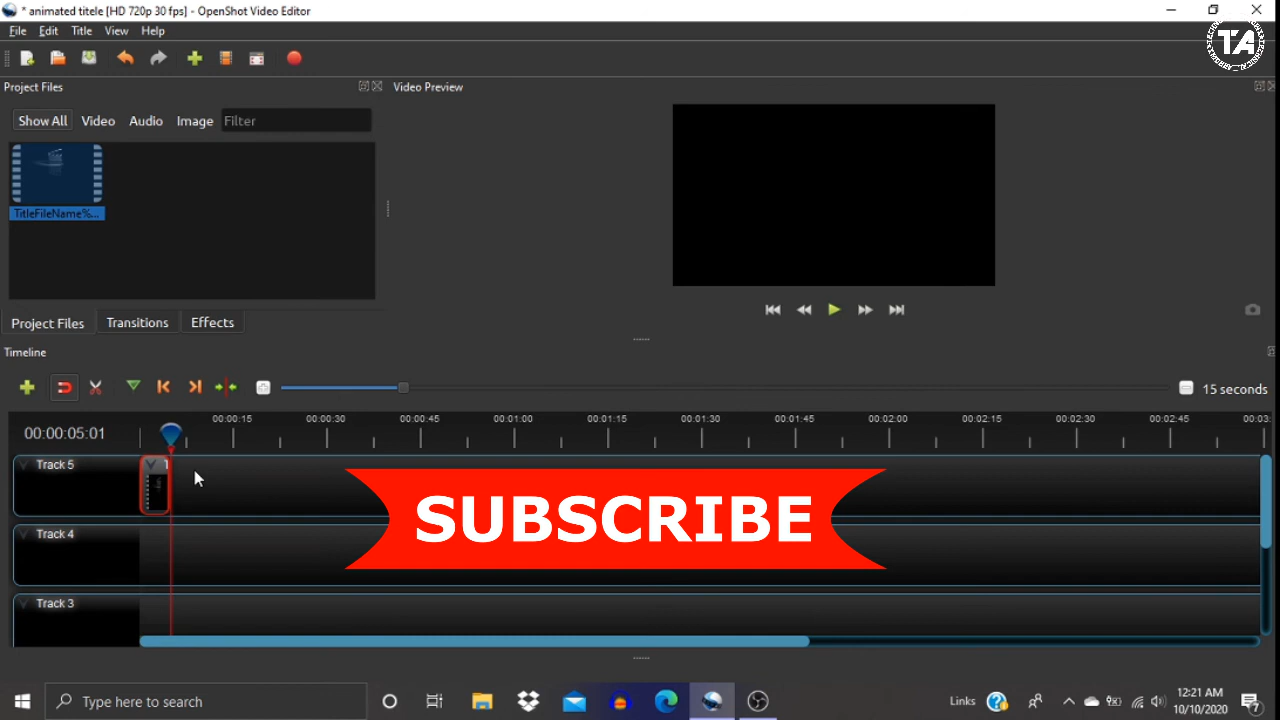 * animated titele [HD 720p 30 fps] - OpenShot Video Editor
File Edit Title View Help
TA
Project Files
Video Preview
Show All Video Audio Image Filter
TitleFileName%...
Project Files Transitions Effects
Timeline
15 seconds
00:00:05:01
00:00:15 00:00:30 00:00:45 00:01:00 00:01:15 00:01:30 00:01:45 00:02:00 00:02:15 00:02:30 00:02:45 00:03:
Track 5
SUBSCRIBE
Track 4
Track 3
Type here to search
Links
12:21 AM
10/10/2020
7